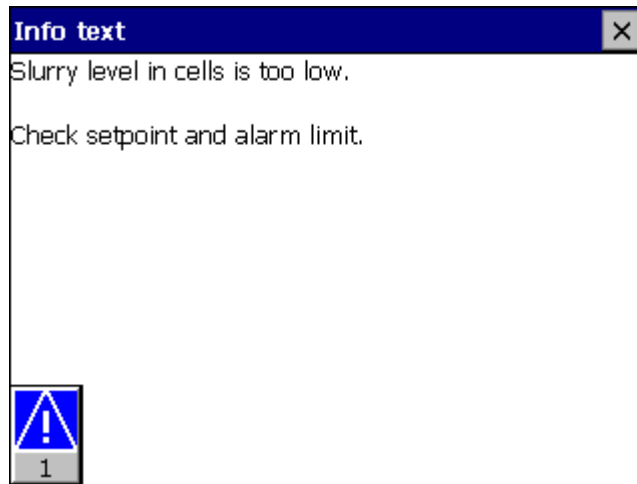 Info text
Slurry level in cells is too low.
Check setpoint and alarm limit.
!
1